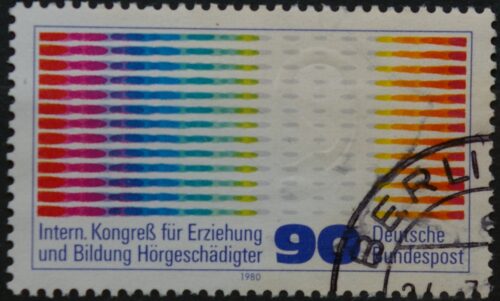 Intern. Kongreß für Erziehung
und Bildung Hörgeschädigter
90
Deutsche
Bundespost
1980
BERLI